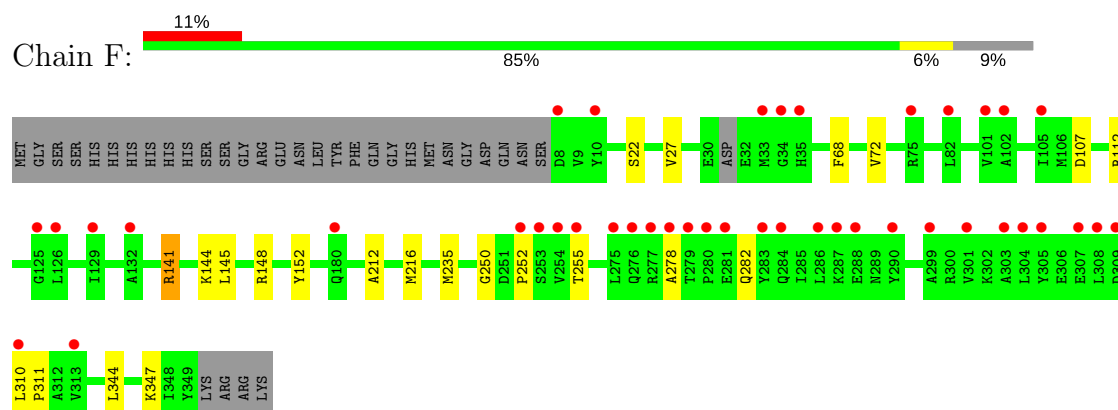 11%
Chain F:
85% 6% 9%
MET GLY SER SER HIS HIS HIS HIS HIS HIS SER SER GLY ARG GLU ASN LEU TYR PHE GLN GLY HIS MET ASN GLY ASP GLN ASN SER D8 V9 Y10 S22 V27 E30 ASP E32 M33 G34 H35 F68 V72 R75 L82 V101 A102 I105 M106 D107
G125 L126 I129 A132 R141 K144 L145 R148 Y152 Q180 A212 M216 M235 G250 D251 P252 S253 V254 T255 L275 Q276 R277 A278 T279 P280 E281 Q282 Y283 Q284 I285 L286 K287 E288 N289 Y290 A299 R300 V301 K302 A303 L304 Y305 E306 E307 L308
L310 P311 A312 V313 L344 K347 I348 Y349 LYS ARG ARG LYS